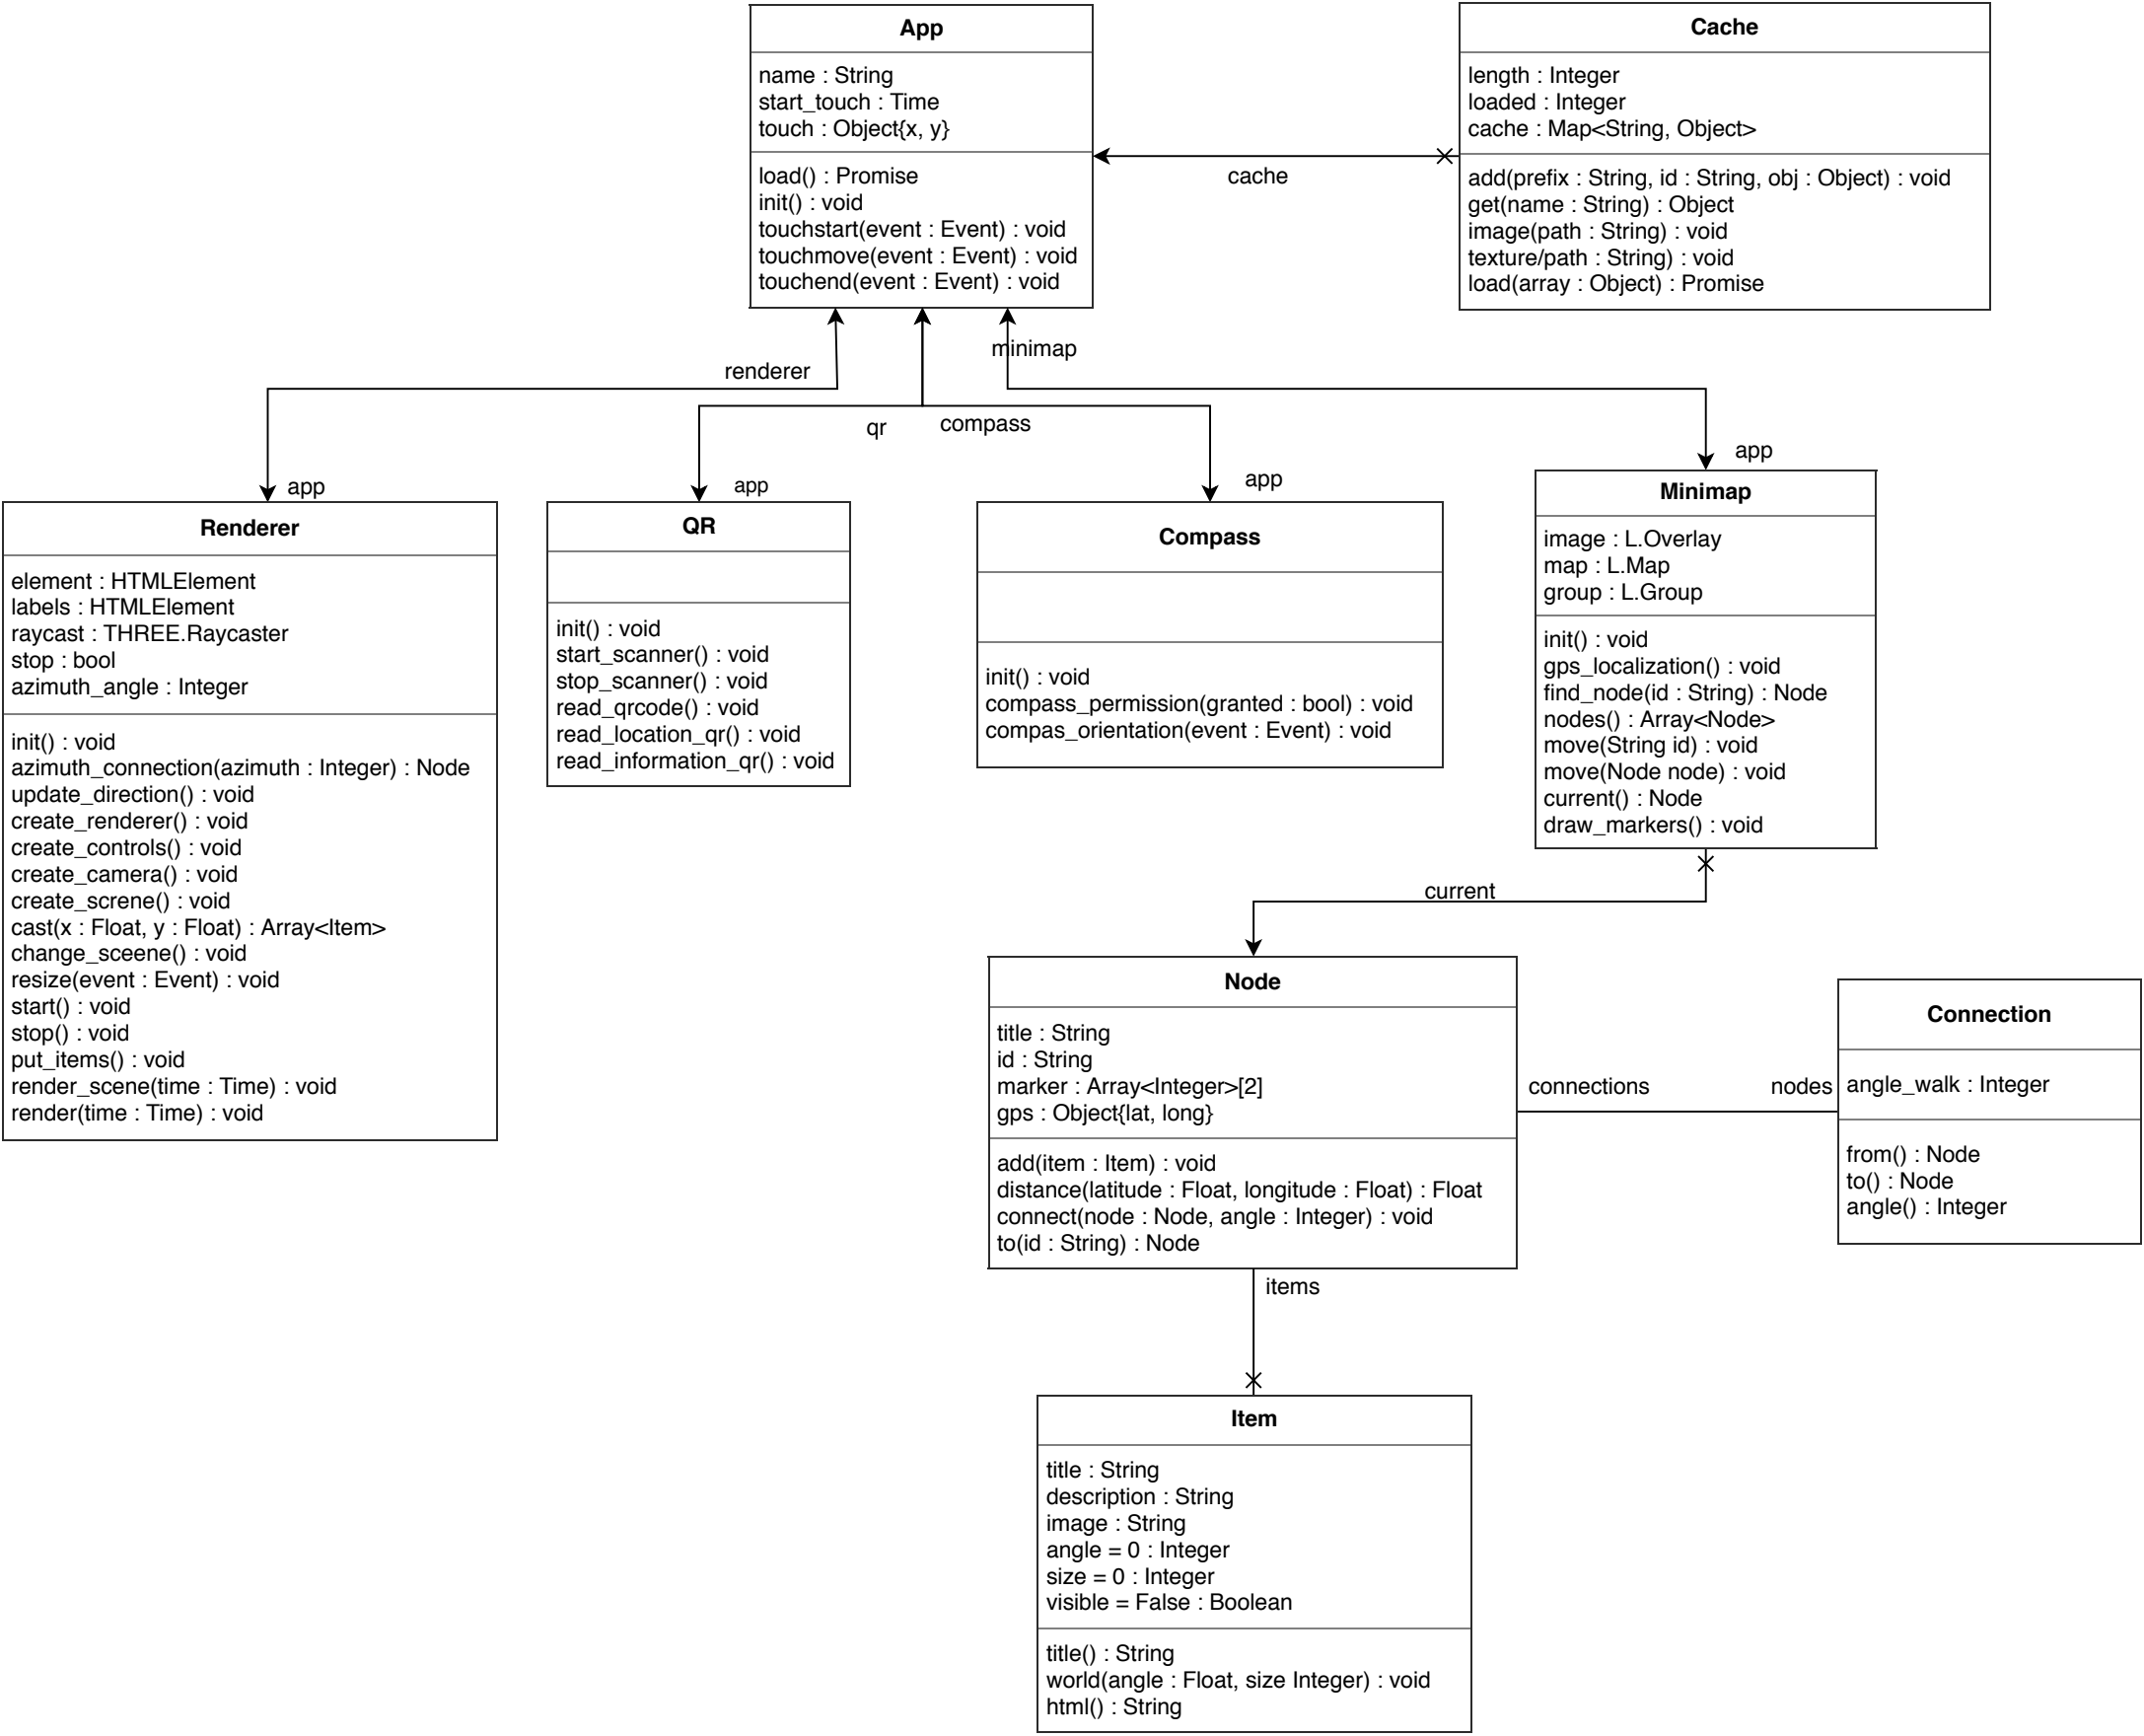 App
name : String
start_touch : Time
touch : Object{x, y}
load() : Promise
init() : void
touchstart(event : Event) : void
touchmove(event : Event) : void
touchend(event : Event) : void
Cache
length : Integer
loaded : Integer
cache : Map<String, Object>
add(prefix : String, id : String, obj : Object) : void
get(name : String) : Object
image(path : String) : void
texture/path : String) : void
load(array : Object) : Promise
cache
renderer
minimap
qr
compass
app
app
app
app
Renderer
element : HTMLElement
labels : HTMLElement
raycast : THREE.Raycaster
stop : bool
azimuth_angle : Integer
init() : void
azimuth_connection(azimuth : Integer) : Node
update_direction() : void
create_renderer() : void
create_controls() : void
create_camera() : void
create_screne() : void
cast(x : Float, y : Float) : Array<Item>
change_sceene() : void
resize(event : Event) : void
start() : void
stop() : void
put_items() : void
render_scene(time : Time) : void
render(time : Time) : void
QR
init() : void
start_scanner() : void
stop_scanner() : void
read_qrcode() : void
read_location_qr() : void
read_information_qr() : void
Compass
init() : void
compass_permission(granted : bool) : void
compas_orientation(event : Event) : void
Minimap
image : L.Overlay
map : L.Map
group : L.Group
init() : void
gps_localization() : void
find_node(id : String) : Node
nodes() : Array<Node>
move(String id) : void
move(Node node) : void
current() : Node
draw_markers() : void
current
Node
title : String
id : String
marker : Array<Integer>[2]
gps : Object{lat, long}
add(item : Item) : void
distance(latitude : Float, longitude : Float) : Float
connect(node : Node, angle : Integer) : void
to(id : String) : Node
connections
nodes
Connection
angle_walk : Integer
from() : Node
to() : Node
angle() : Integer
items
Item
title : String
description : String
image : String
angle = 0 : Integer
size = 0 : Integer
visible = False : Boolean
title() : String
world(angle : Float, size Integer) : void
html() : String